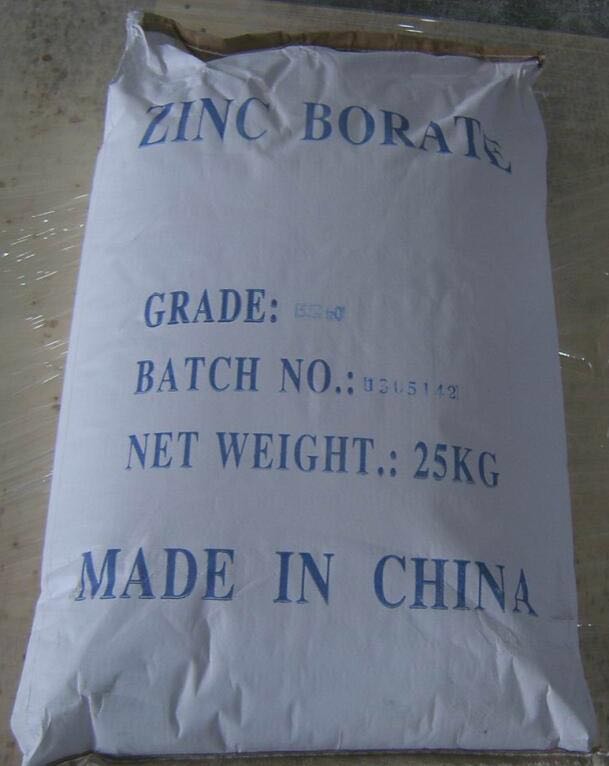 ZINC BORATE
GRADE:
BATCH NO.:
NET WEIGHT.: 25KG
MADE IN CHINA